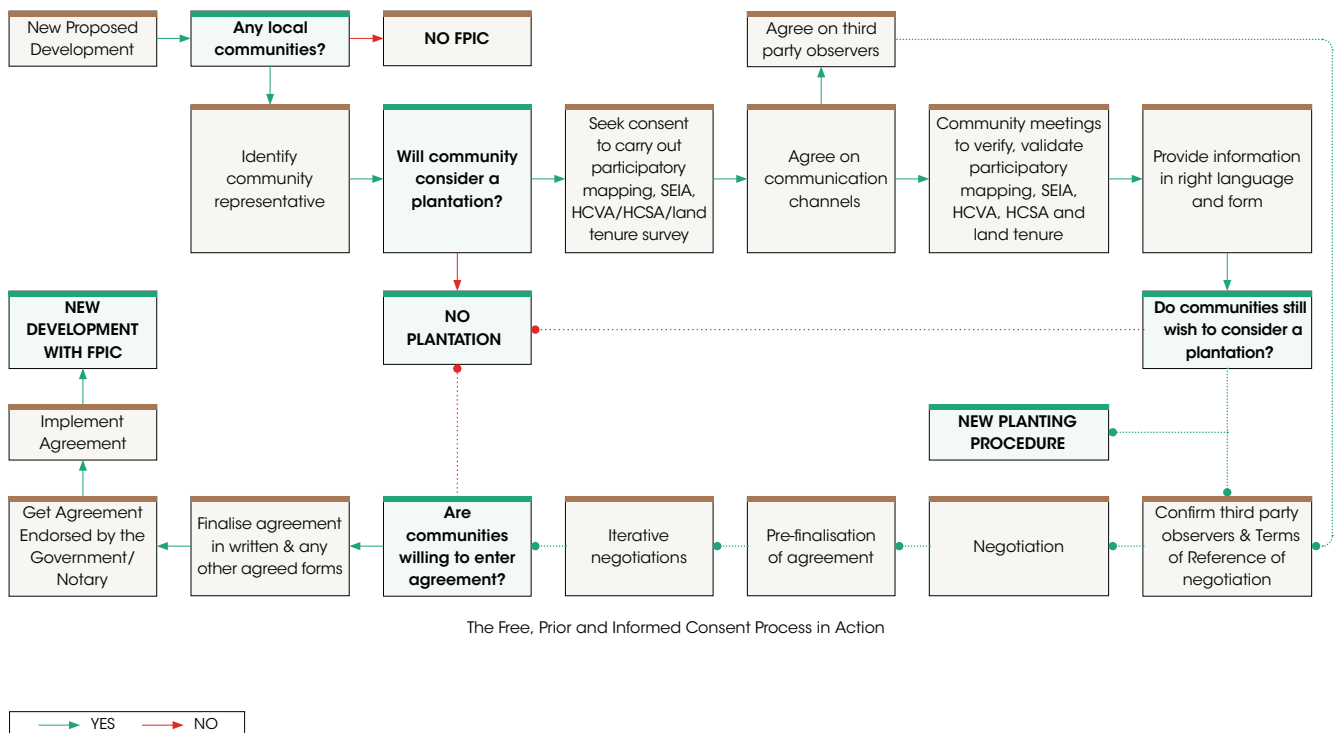 New Proposed
Development
Any local
communities?
NO FPIC
Agree on third
party observers
Identify
community
representative
Will community
consider a
plantation?
Seek consent
to carry out
participatory
mapping, SEIA,
HCVA/HCSA/land
tenure survey
Agree on
communication
channels
Community meetings
to verify, validate
participatory
mapping, SEIA,
HCVA, HCSA and
land tenure
Provide information
in right language
and form
NEW
DEVELOPMENT
WITH FPIC
NO
PLANTATION
Do communities still
wish to consider a
plantation?
Implement
Agreement
NEW PLANTING
PROCEDURE
Get Agreement
Endorsed by the
Government/
Notary
Finalise agreement
in written & any
other agreed forms
Are
communities
willing to enter
agreement?
Iterative
negotiations
Pre-finalisation
of agreement
Negotiation
Confirm third party
observers & Terms
of Reference of
negotiation
The Free, Prior and Informed Consent Process in Action
YES NO